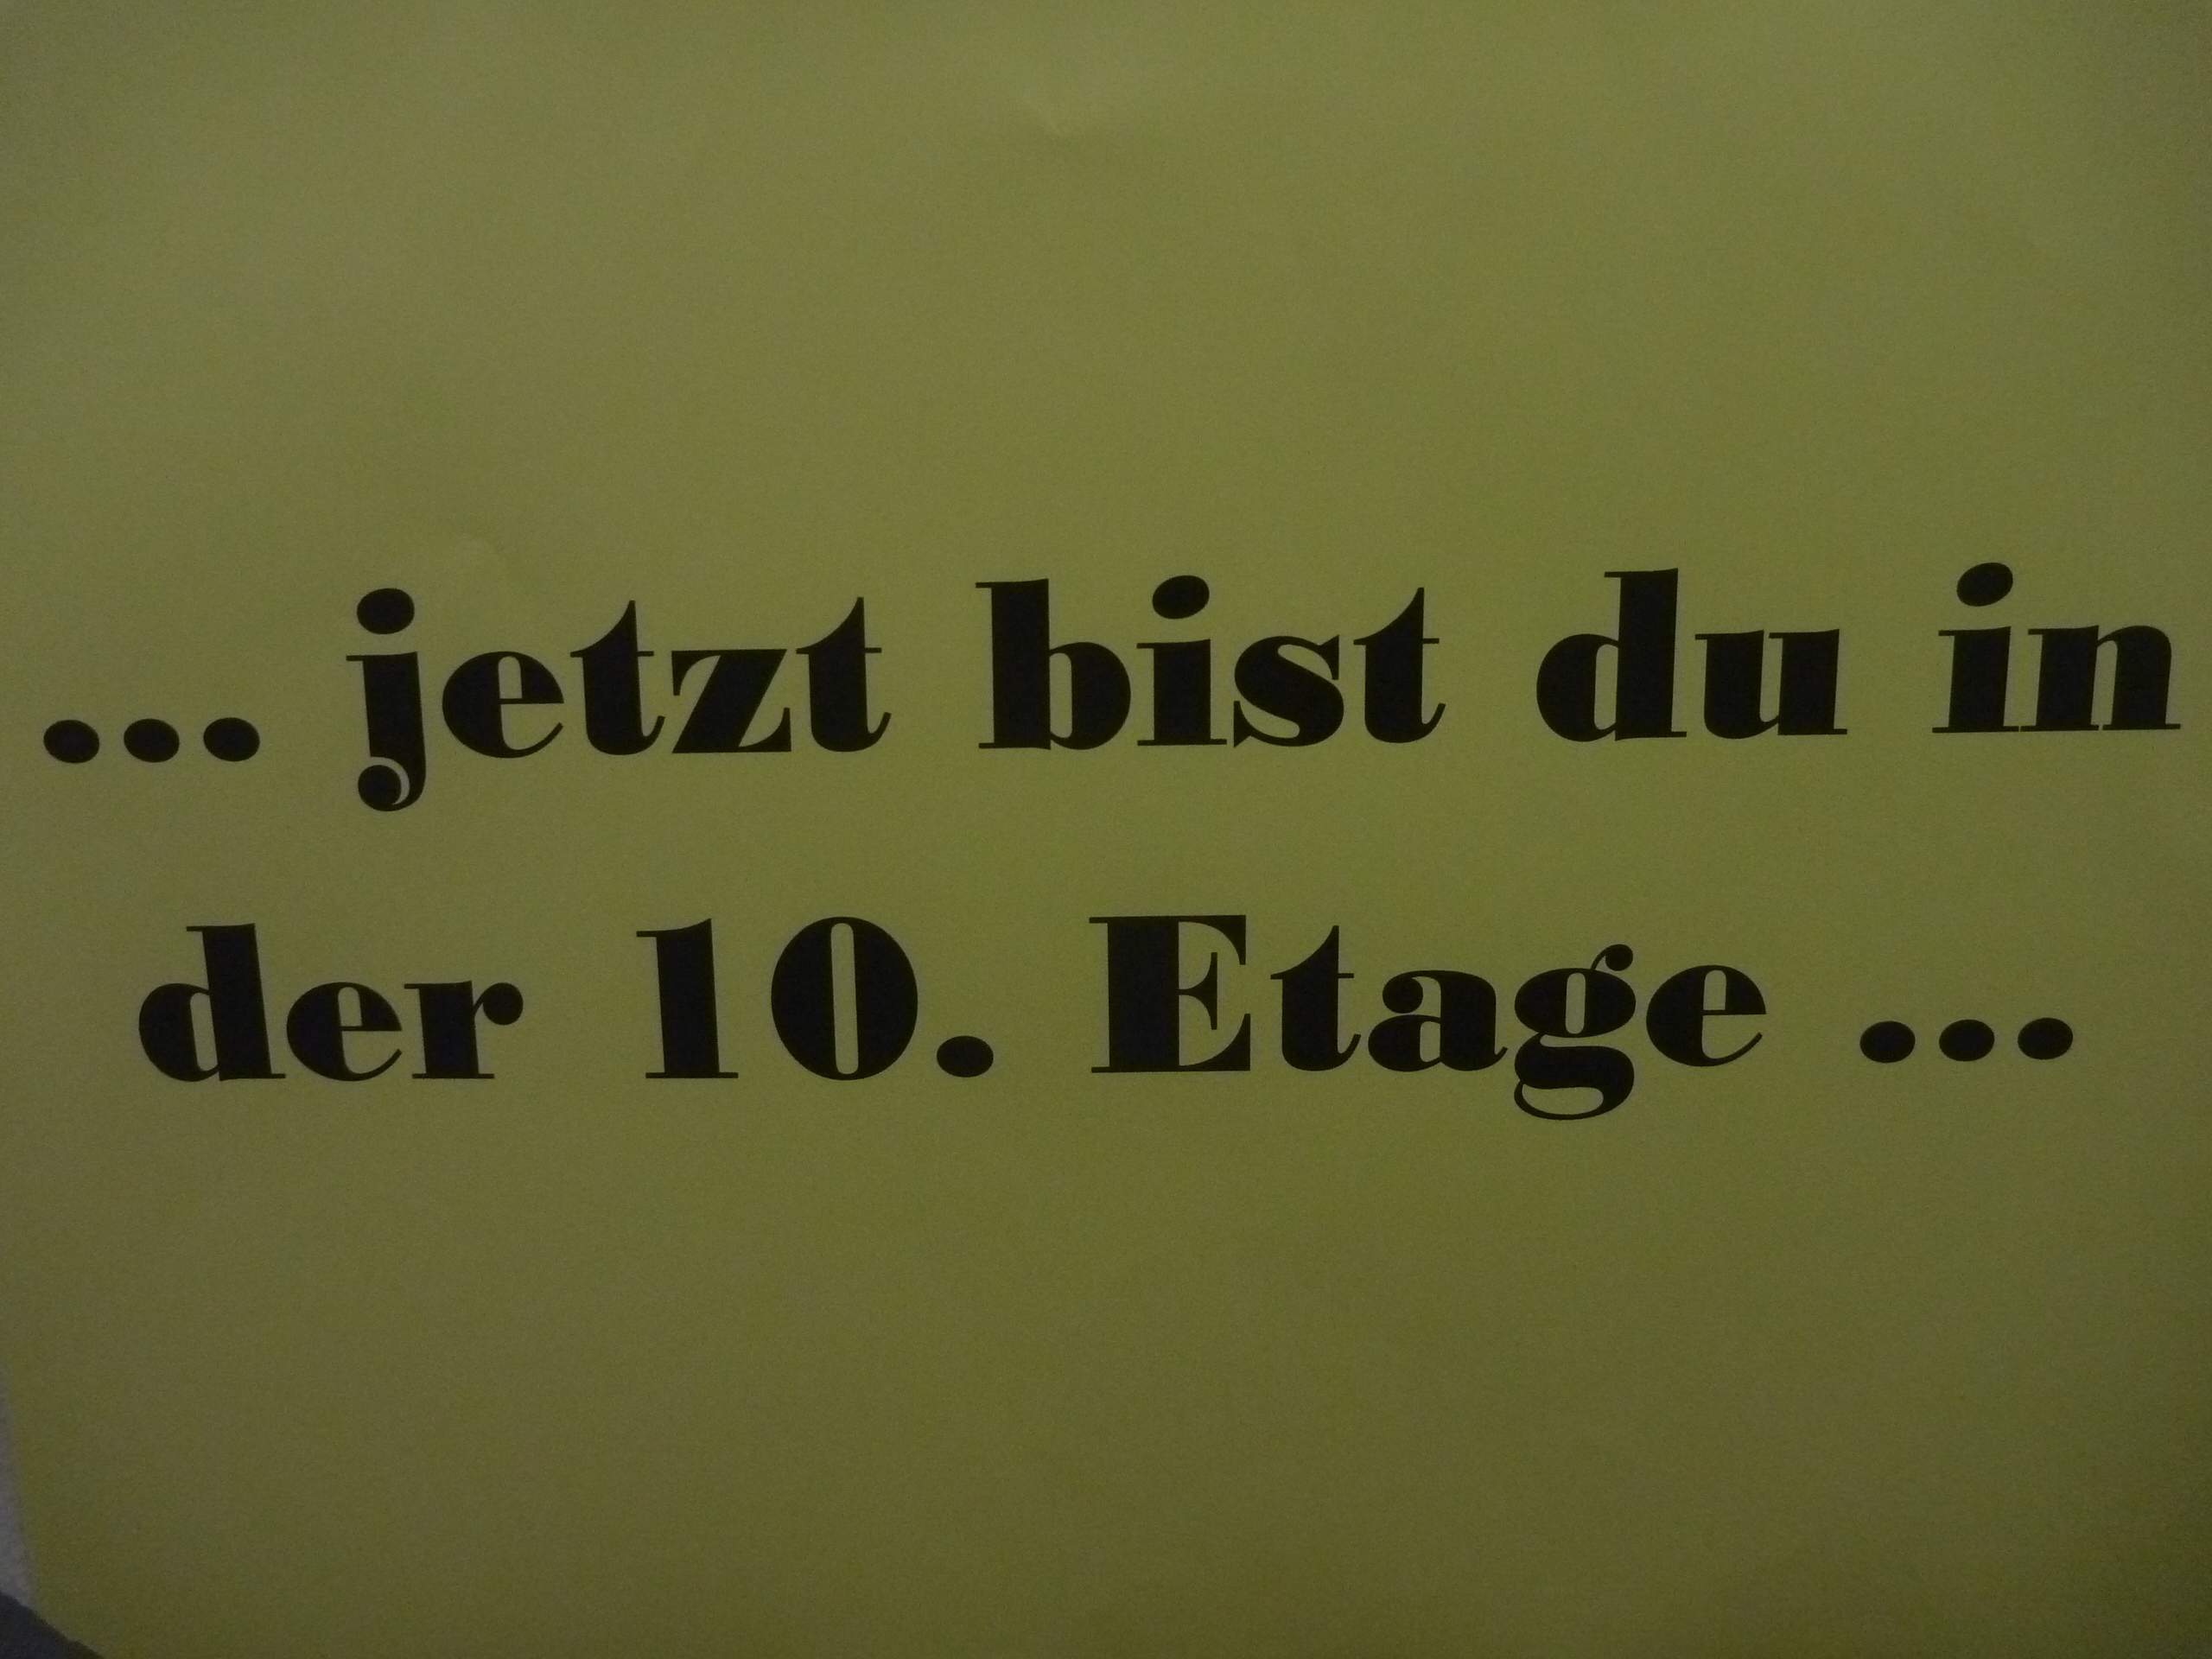 ... jetzt bist du in
der 10. Etage ...